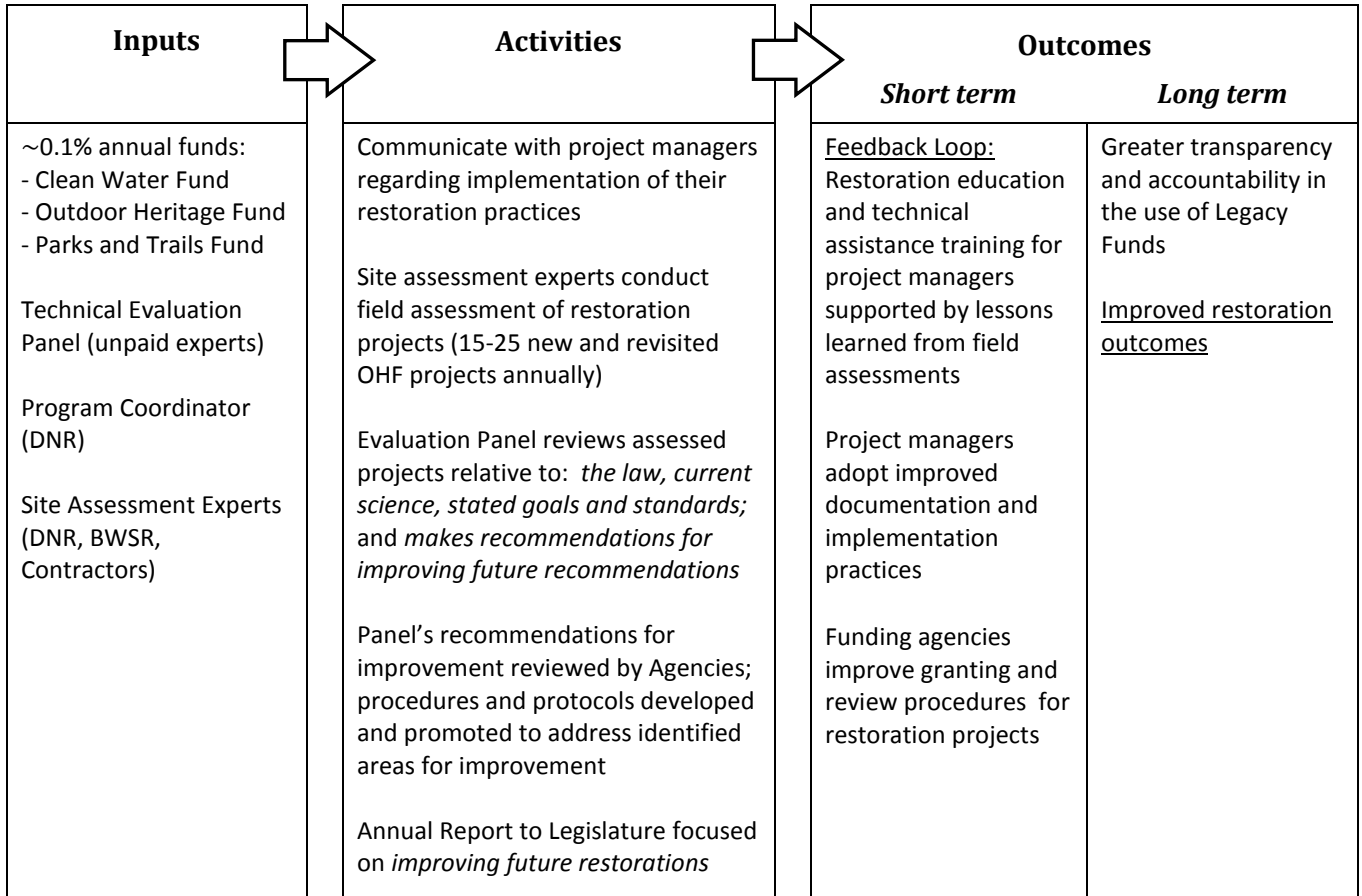 Inputs
~0.1% annual funds:
- Clean Water Fund
- Outdoor Heritage Fund
- Parks and Trails Fund
Technical Evaluation
Panel (unpaid experts)
Program Coordinator
(DNR)
Site Assessment Experts
(DNR, BWSR,
Contractors)
Activities
Communicate with project managers
regarding implementation of their
restoration practices
Site assessment experts conduct
field assessment of restoration
projects (15-25 new and revisited
OHF projects annually)
Evaluation Panel reviews assessed
projects relative to:  the law, current
science, stated goals and standards;
and makes recommendations for
improving future recommendations
Panel’s recommendations for
improvement reviewed by Agencies;
procedures and protocols developed
and promoted to address identified
areas for improvement
Annual Report to Legislature focused
on improving future restorations
Outcomes
Short term
Feedback Loop:
Restoration education
and technical
assistance training for
project managers
supported by lessons
learned from field
assessments
Project managers
adopt improved
documentation and
implementation
practices
Funding agencies
improve granting and
review procedures  for
restoration projects
Long term
Greater transparency
and accountability in
the use of Legacy
Funds
Improved restoration
outcomes